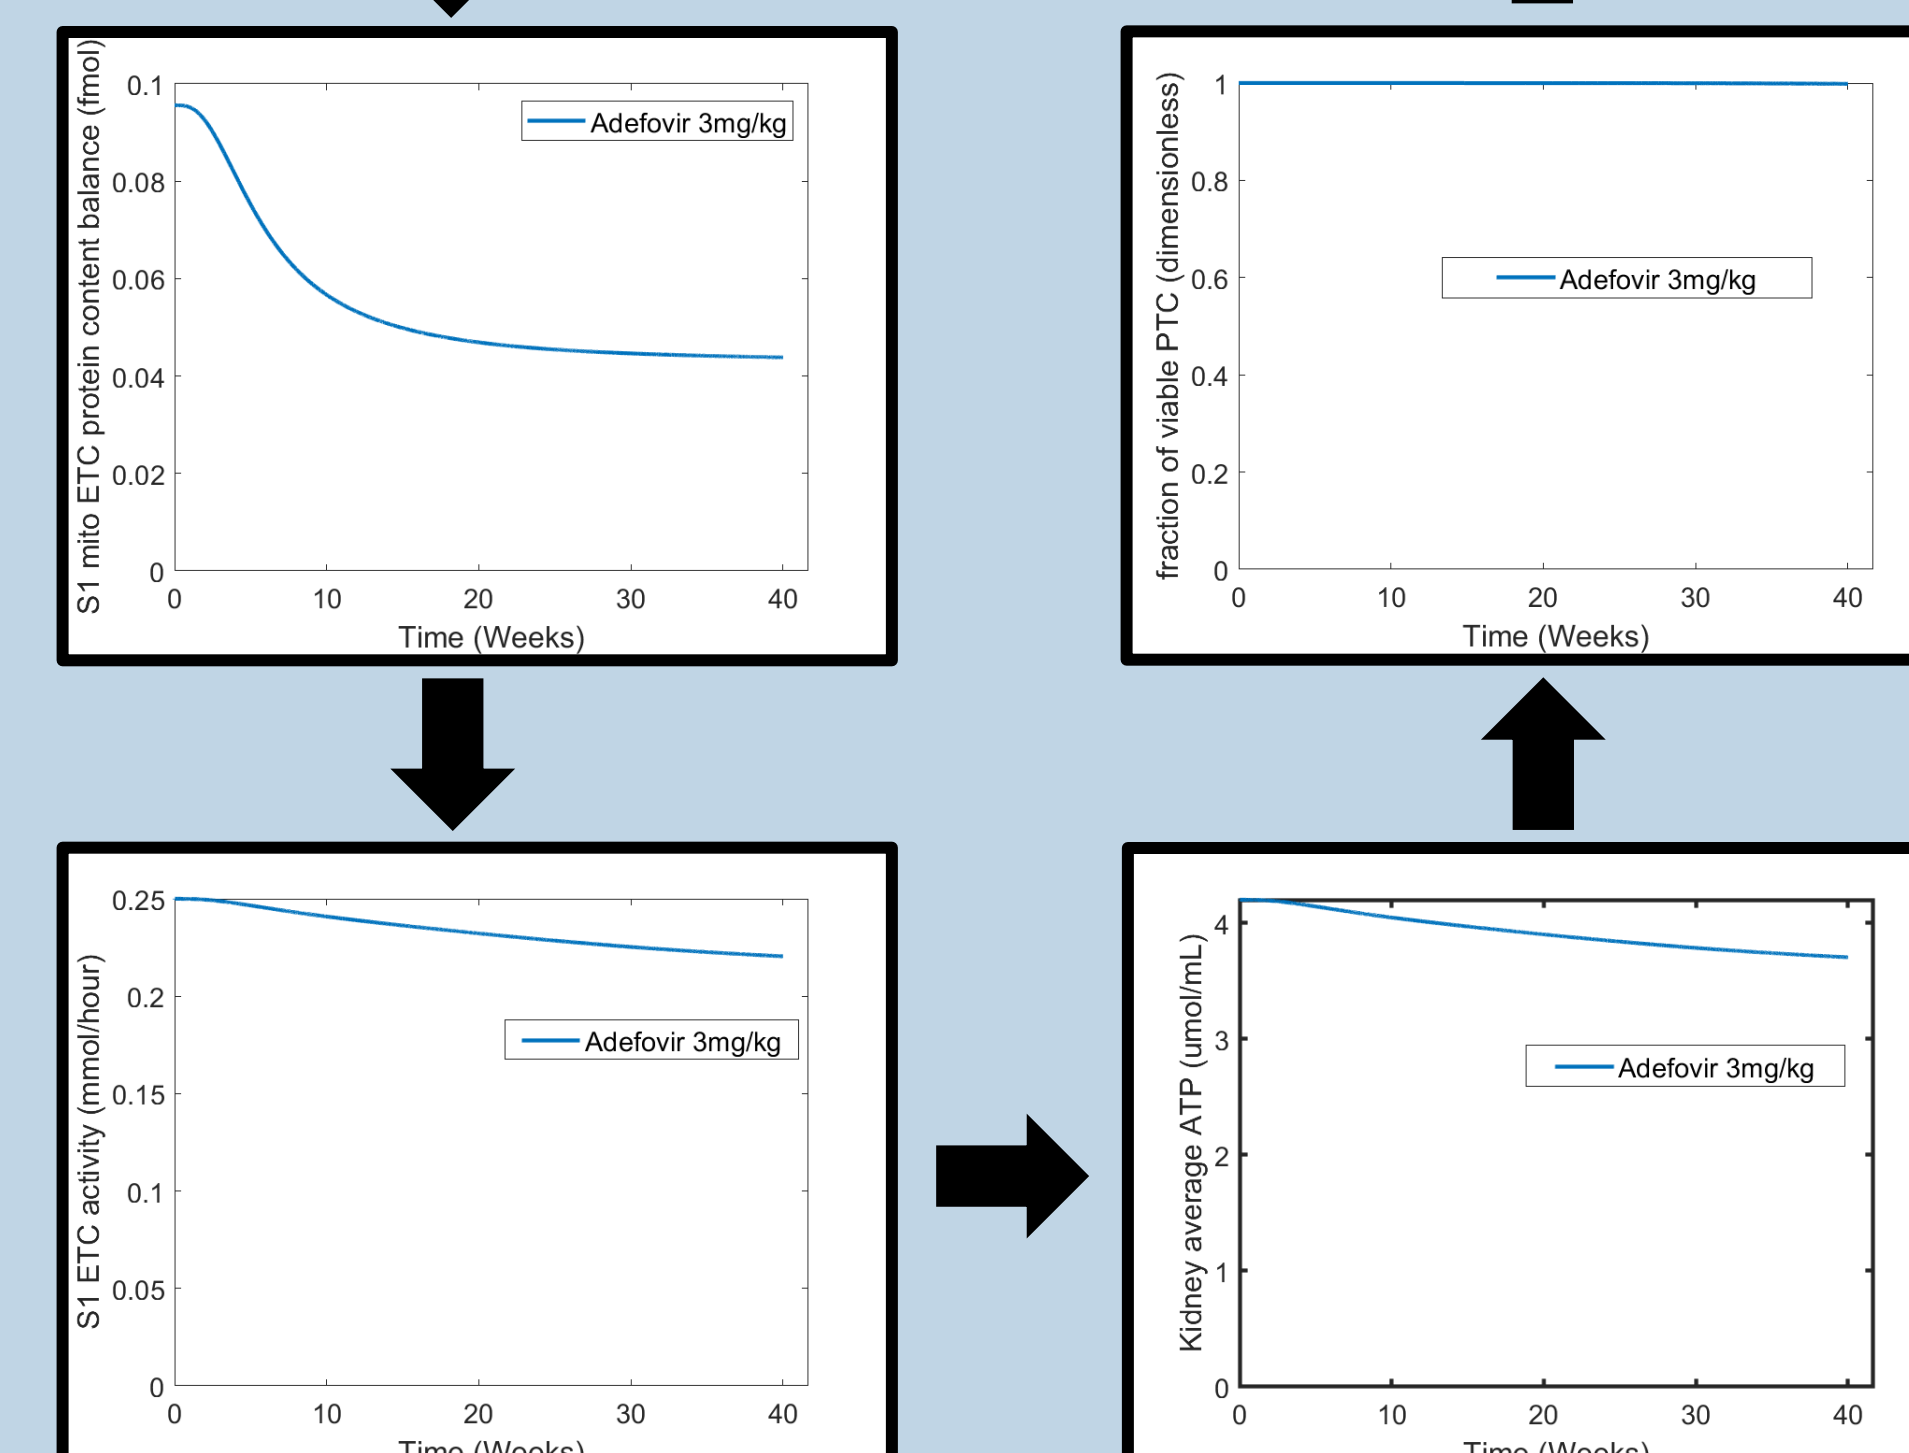 S1 mito ETC protein content balance (fmol)
0.1
0.08
0.06
0.04
0.02
0
Adefovir 3mg/kg
0 10 20 30 40
Time (Weeks)
fraction of viable PTC (dimensionless)
1
0.8
0.6
0.4
0.2
0
Adefovir 3mg/kg
0 10 20 30 40
Time (Weeks)
S1 ETC activity (mmol/hour)
0.25
0.2
0.15
0.1
0.05
0
Adefovir 3mg/kg
0 10 20 30 40
Time (Weeks)
Kidney average ATP (umol/mL)
4
3
2
1
0
Adefovir 3mg/kg
0 10 20 30 40
Time (Weeks)